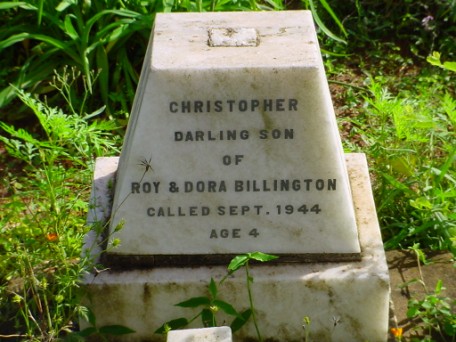 CHRISTOPHER
DARLING SON
OF
ROY & DORA BILLINGTON
CALLED SEPT. 1944
AGE 4